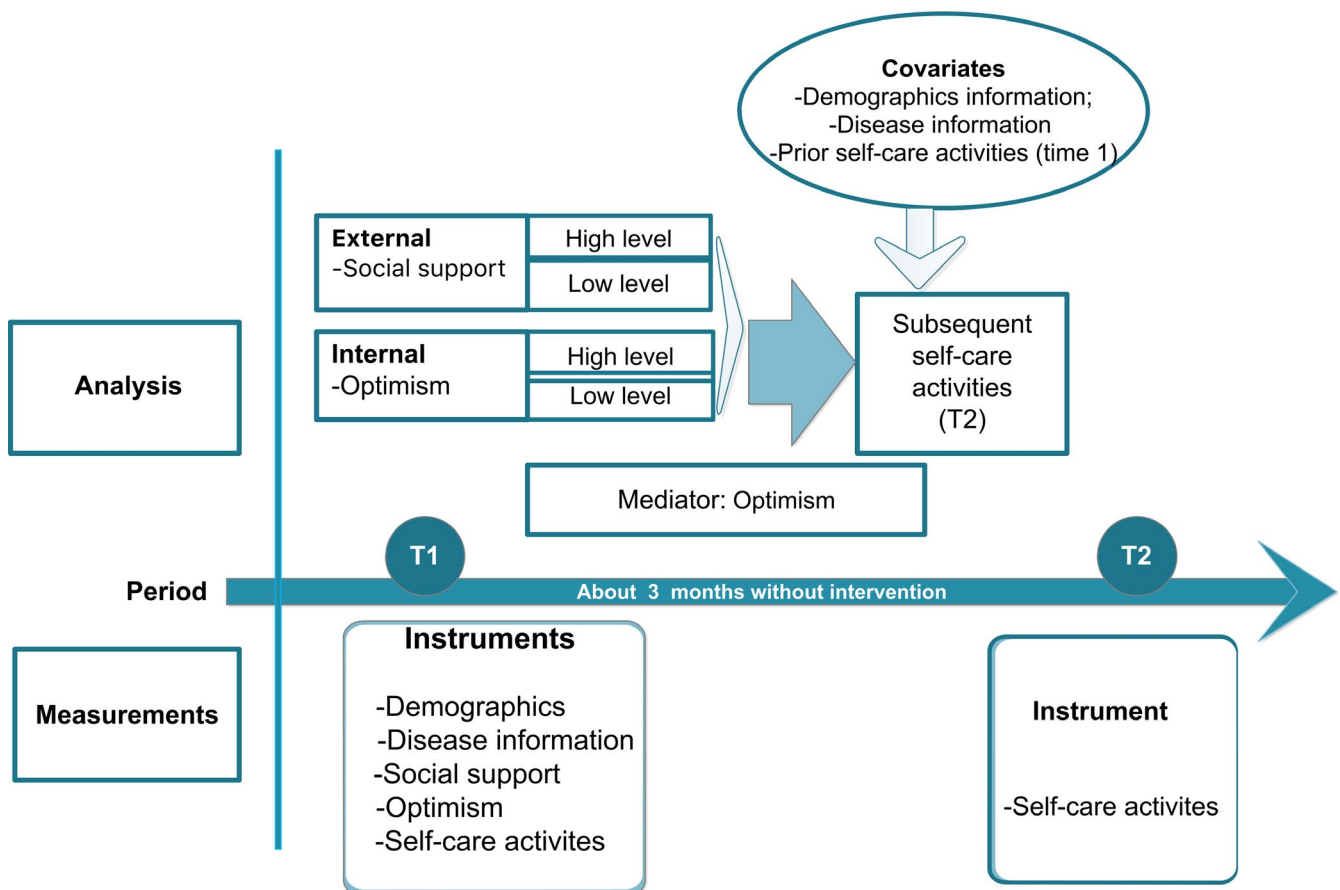 Covariates
-Demographics information;
-Disease information
-Prior self-care activities (time 1)
External
-Social support
High level
Low level
Internal
-Optimism
High level
Low level
Subsequent
self-care
activities
(T2)
Analysis
Mediator: Optimism
T1
T2
Period
About 3 months without intervention
Measurements
Instruments
-Demographics
-Disease information
-Social support
-Optimism
-Self-care activites
Instrument
-Self-care activites